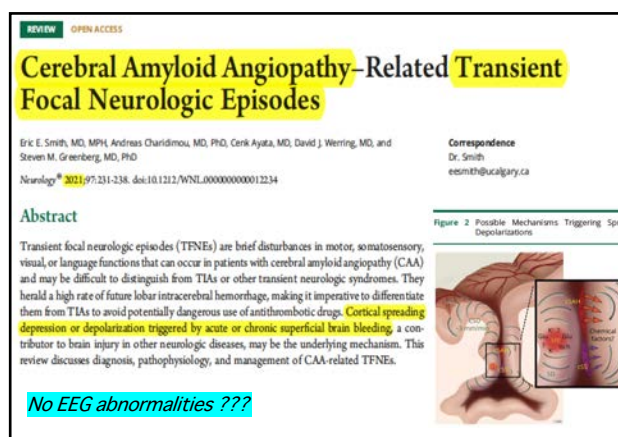 REVIEW OPEN ACCESS
Cerebral Amyloid Angiopathy–Related Transient
Focal Neurologic Episodes
Eric E. Smith, MD, MPH, Andreas Charidimou, MD, PhD, Cenk Ayata, MD, David J. Werring, MD, and
Steven M. Greenberg, MD, PhD
Neurology® 2021;97:231-238. doi:10.1212/WNL.0000000000012234
Correspondence
Dr. Smith
eesmith@ucalgary.ca
Abstract
Transient focal neurologic episodes (TFNEs) are brief disturbances in motor, somatosensory,
visual, or language functions that can occur in patients with cerebral amyloid angiopathy (CAA)
and may be difficult to distinguish from TIAs or other transient neurologic syndromes. They
herald a high rate of future lobar intracerebral hemorrhage, making it imperative to differentiate
them from TIAs to avoid potentially dangerous use of antithrombotic drugs. Cortical spreading
depression or depolarization triggered by acute or chronic superficial brain bleeding, a con-
tributor to brain injury in other neurologic diseases, may be the underlying mechanism. This
review discusses diagnosis, pathophysiology, and management of CAA-related TFNEs.
No EEG abnormalities ???
Figure 2 Possible Mechanisms Triggering Spr
Depolarizations
cSAH
Chemical
factors?